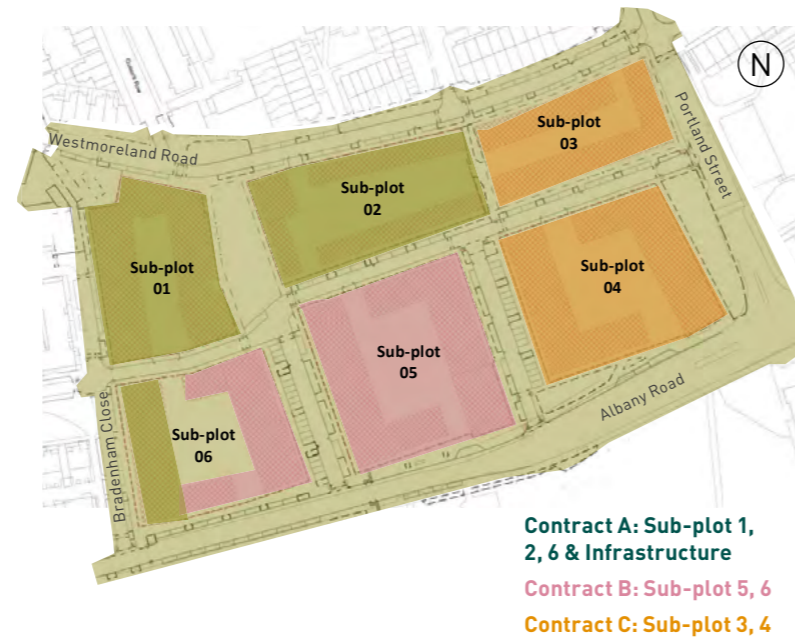 N
Westmoreland Road
Portland Street
Sub-plot
03
Sub-plot
02
Sub-plot
01
Sub-plot
04
Sub-plot
05
Sub-plot
06
Bradenham Close
Albany Road
Contract A: Sub-plot 1,
2, 6 & Infrastructure
Contract B: Sub-plot 5, 6
Contract C: Sub-plot 3, 4